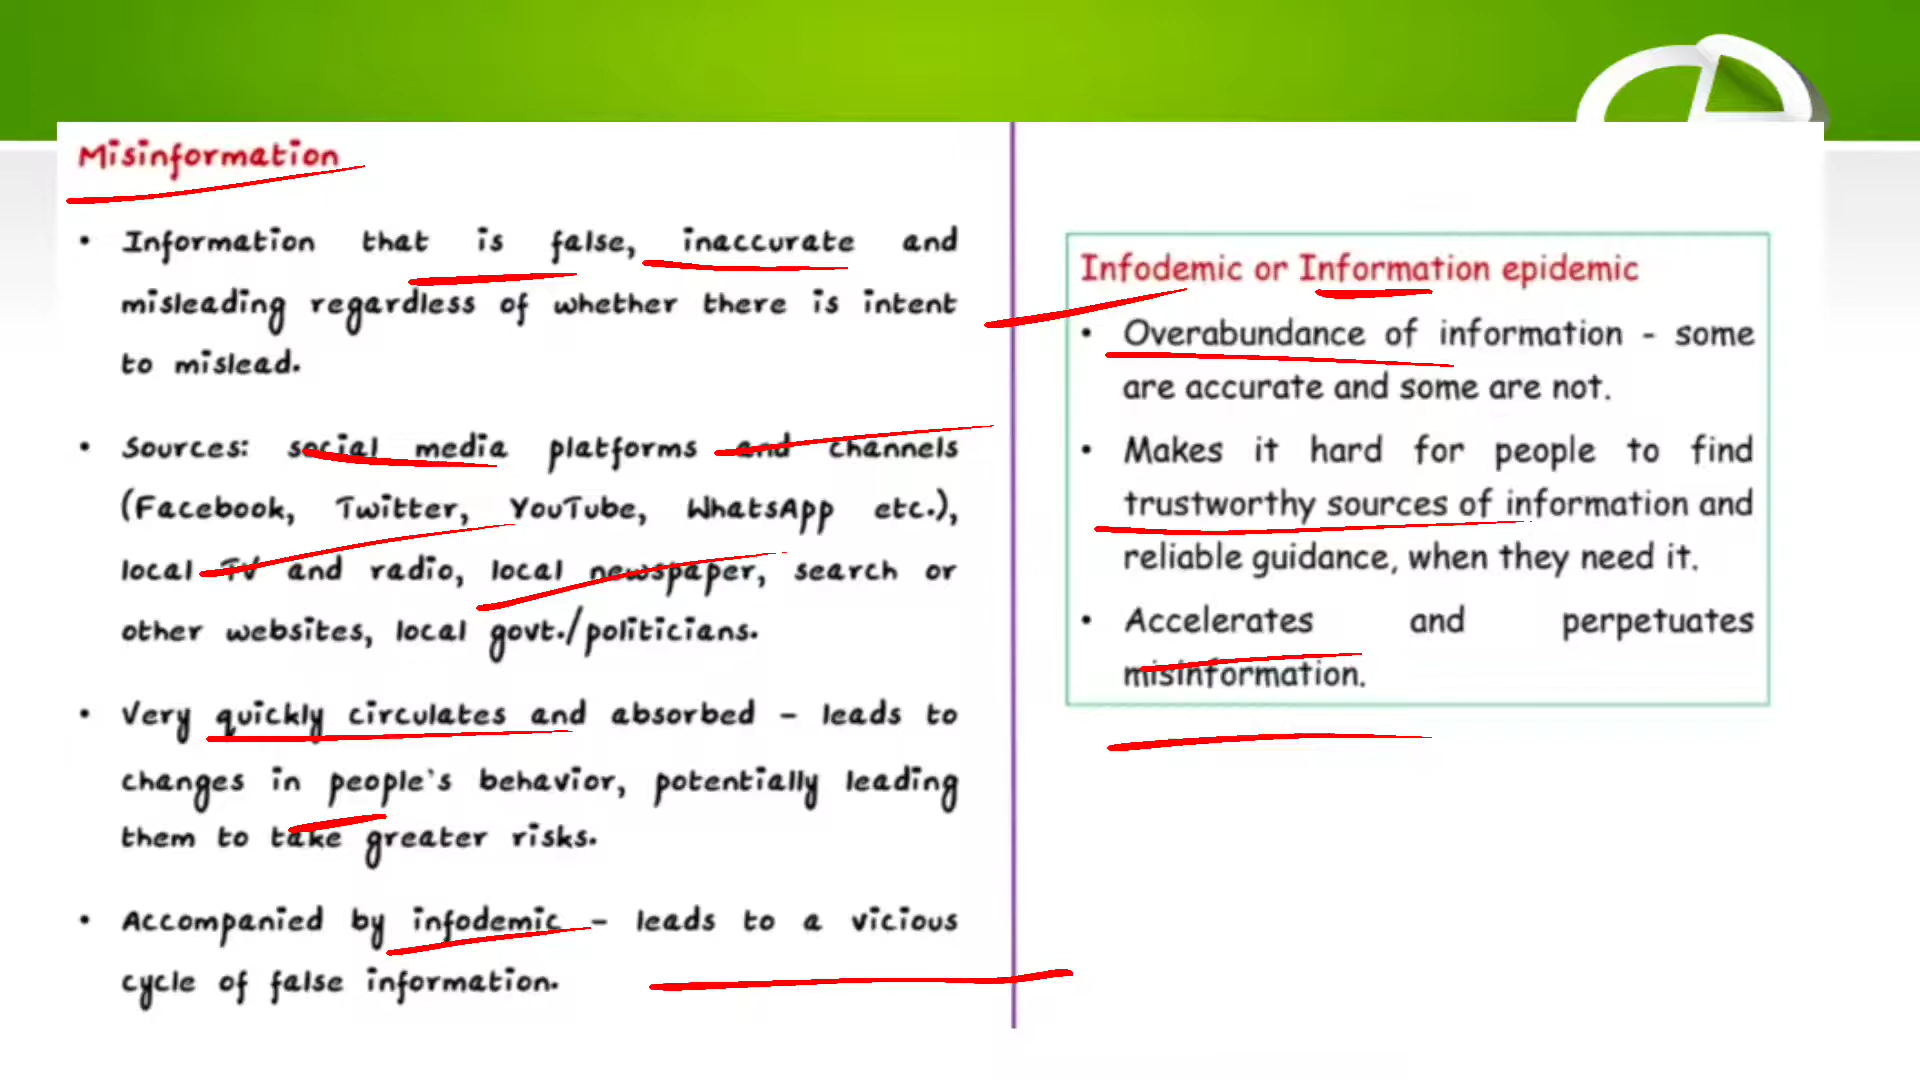 Misinformation
• Information that is false, inaccurate and
misleading regardless of whether there is intent
to mislead.
• Sources: social media platforms and channels
(Facebook, Twitter, YouTube, WhatsApp etc.),
local TV and radio, local newspaper, search or
other websites, local govt./politicians.
• Very quickly circulates and absorbed – leads to
changes in people's behavior, potentially leading
them to take greater risks.
• Accompanied by infodemic – leads to a vicious
cycle of false information.
Infodemic or Information epidemic
• Overabundance of information - some
are accurate and some are not.
• Makes it hard for people to find
trustworthy sources of information and
reliable guidance, when they need it.
• Accelerates and perpetuates
misinformation.